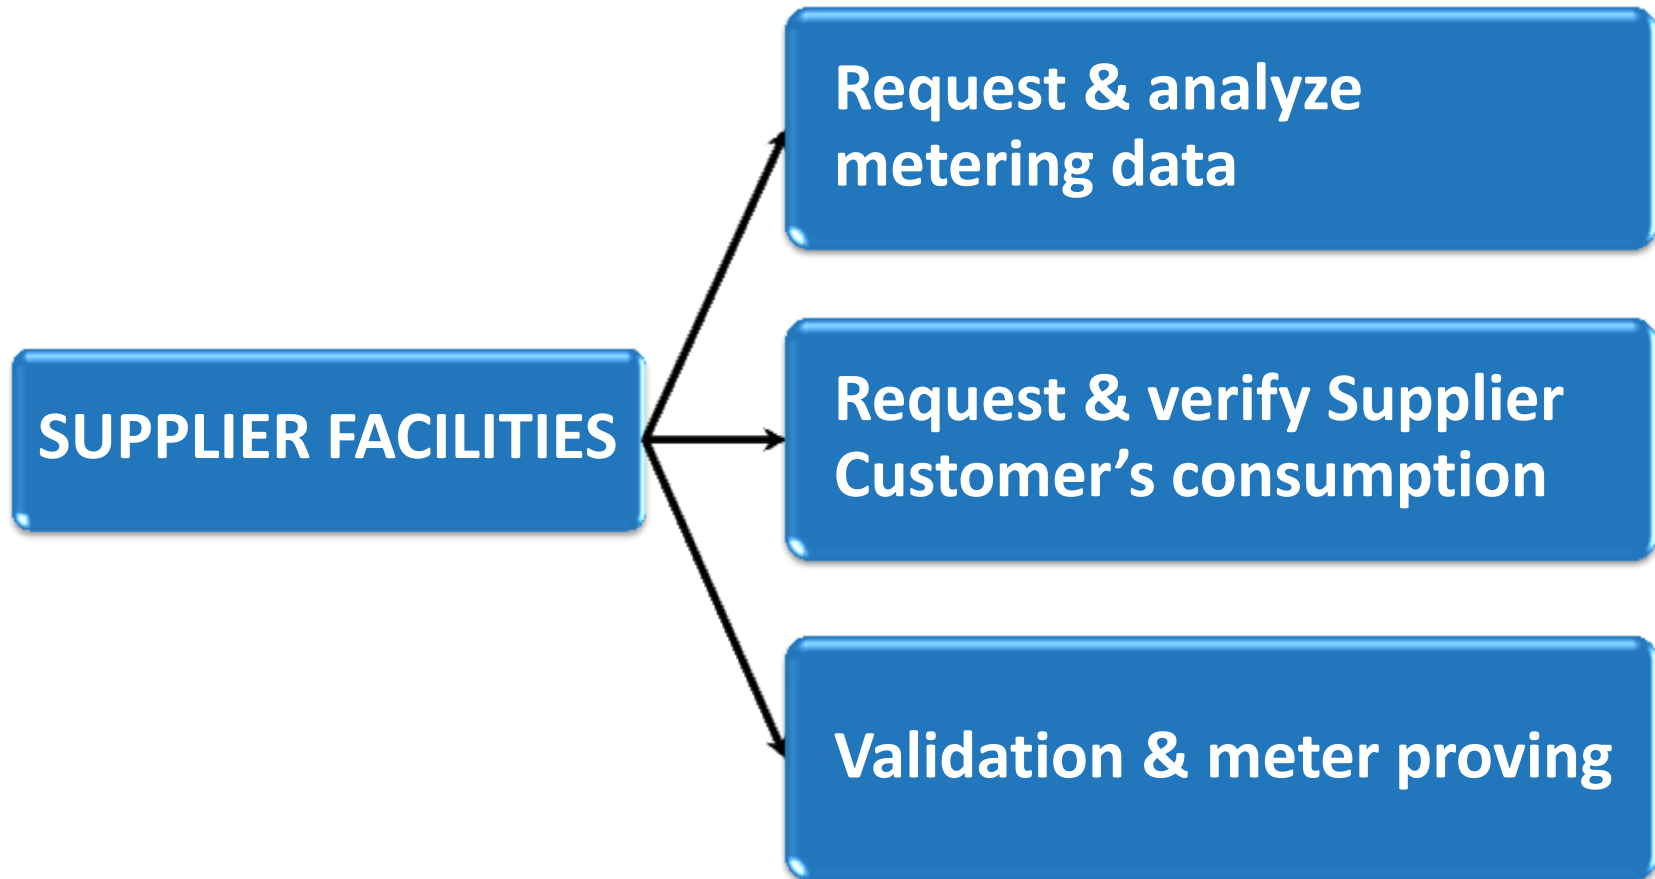 Request & analyze
metering data
SUPPLIER FACILITIES
Request & verify Supplier
Customer’s consumption
Validation & meter proving